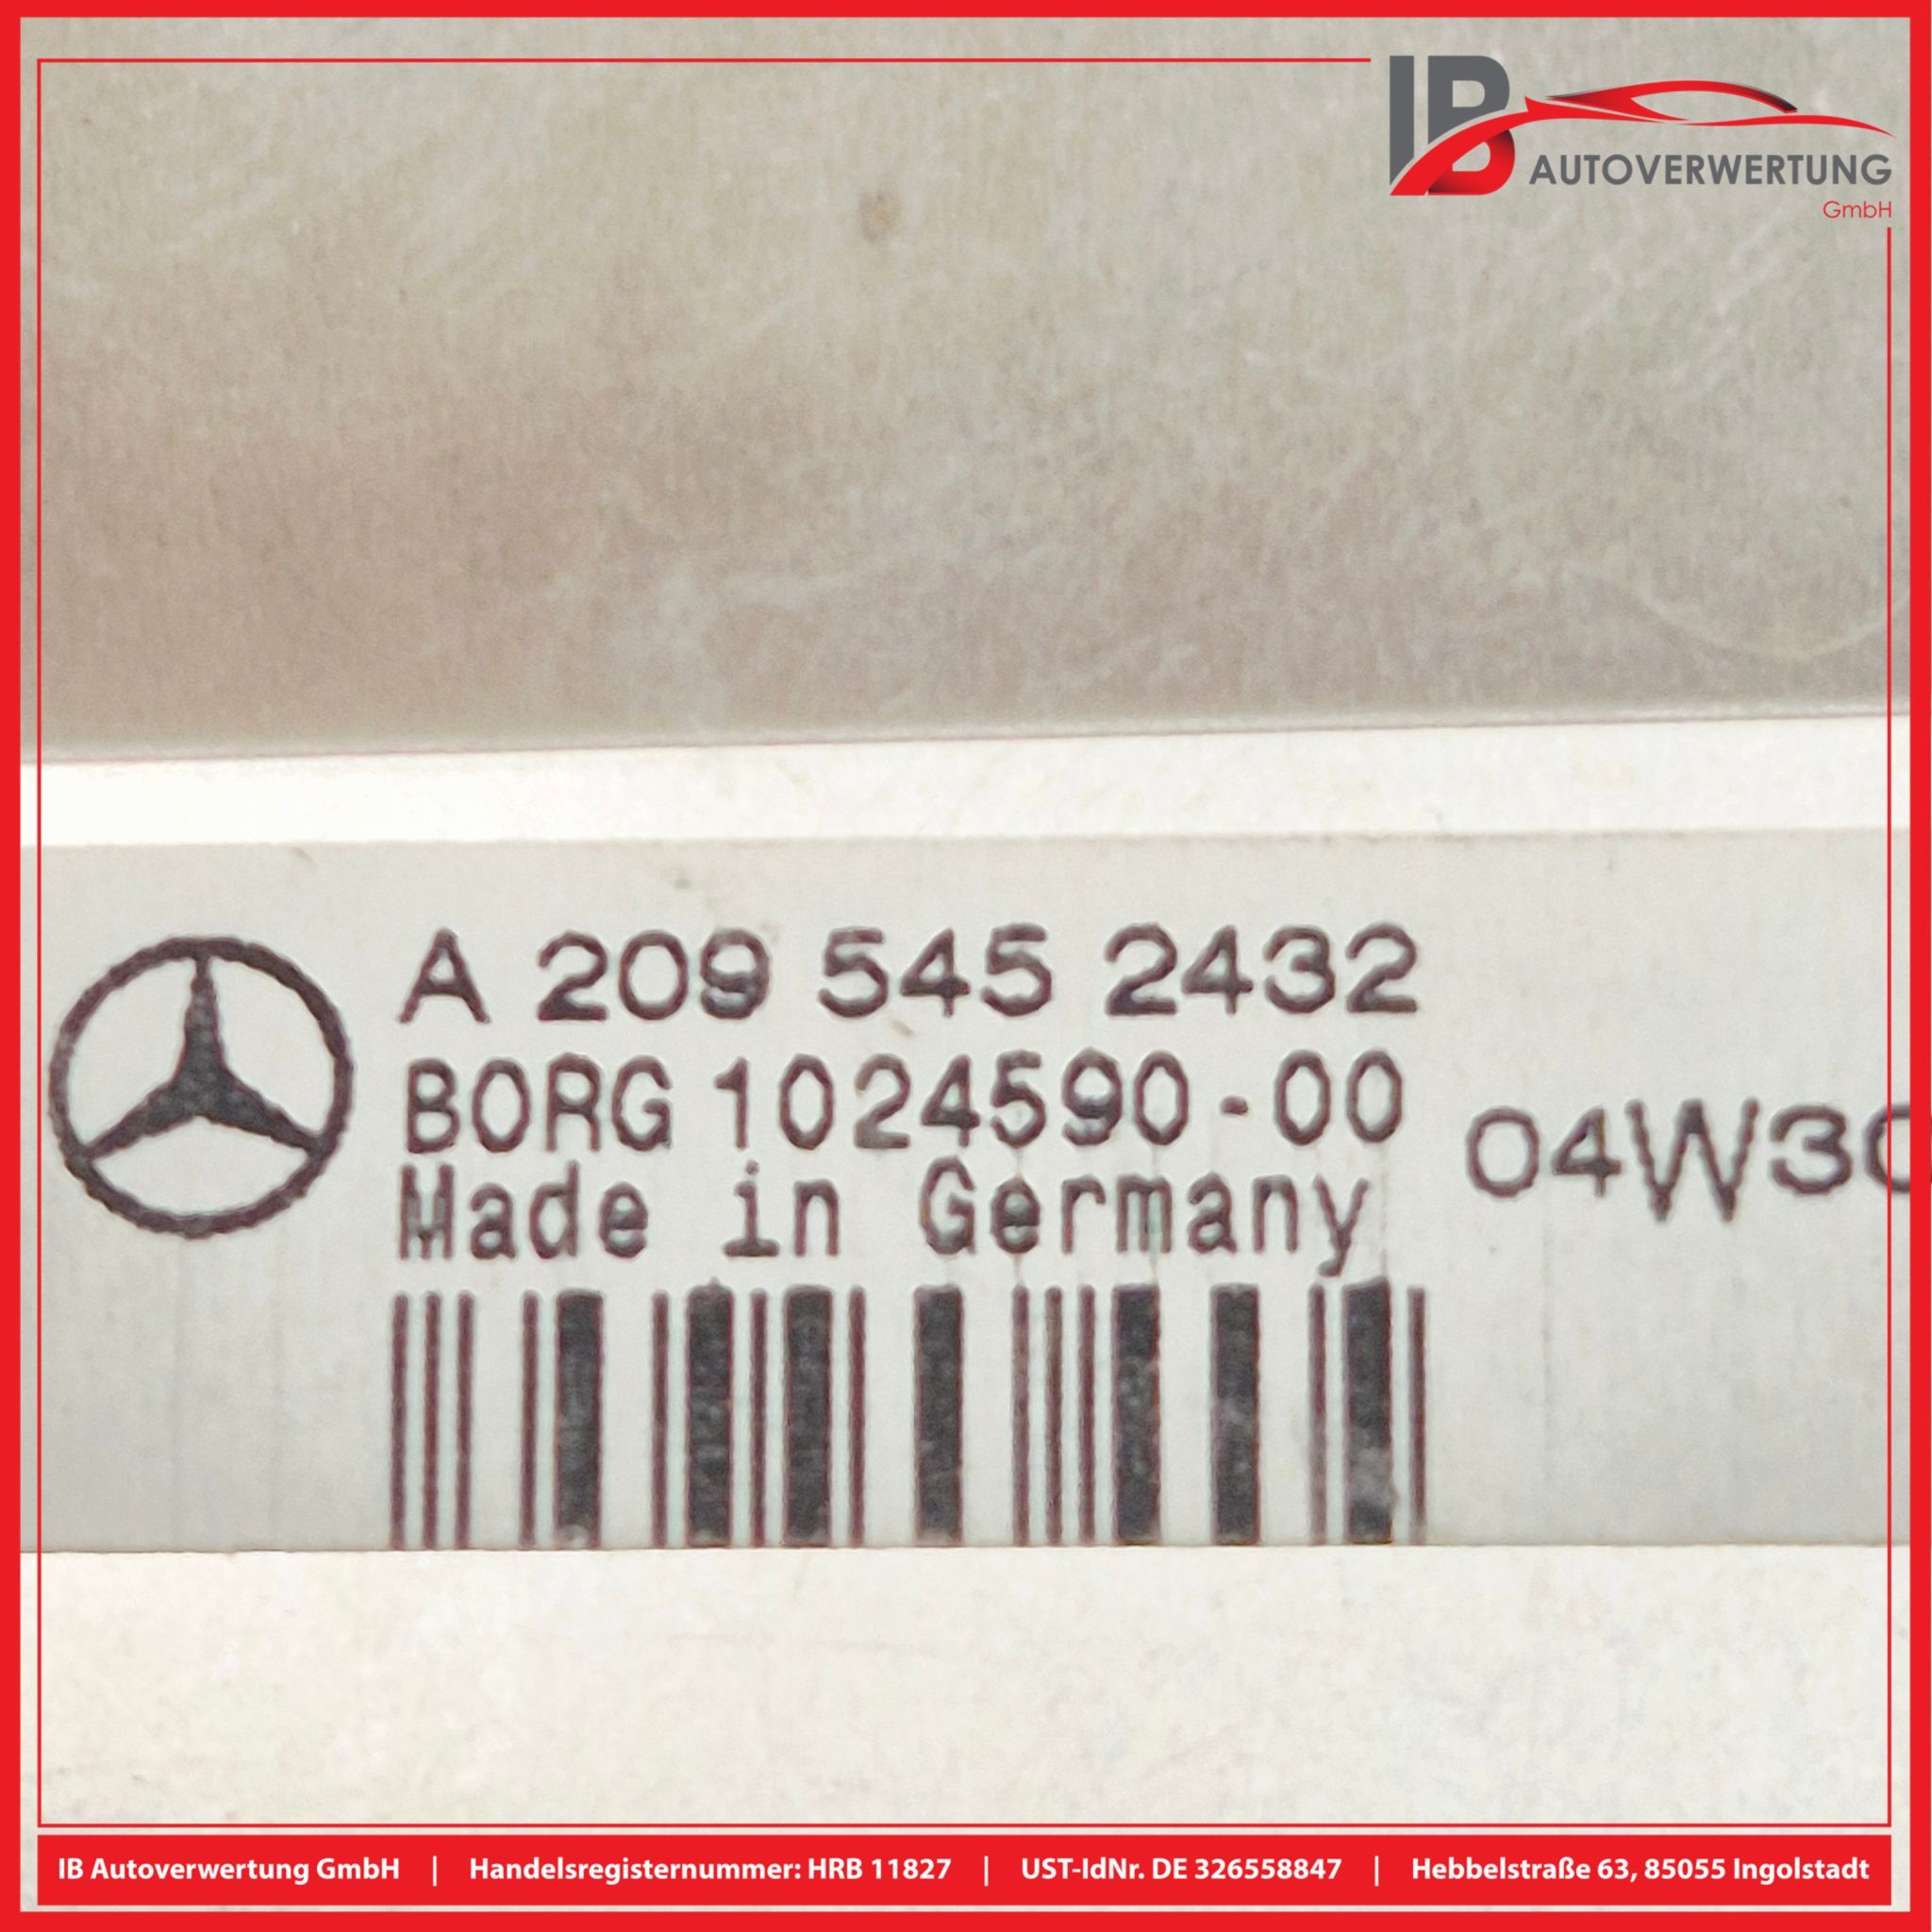 IB
AUTOVERWERTUNG
GmbH
A 209 545 2432
BORG 1024590-00
Made in Germany
04W3
IB Autoverwertung GmbH | Handelsregisternummer: HRB 11827 | UST-IdNr. DE 326558847 | Hebbelstraße 63, 85055 Ingolstadt